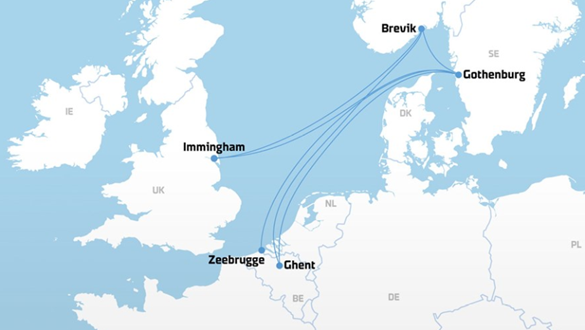 Brevik
SE
Gothenburg
IE
DK
Immingham
UK
NL
Zeebrugge
Ghent
PL
BE
DE